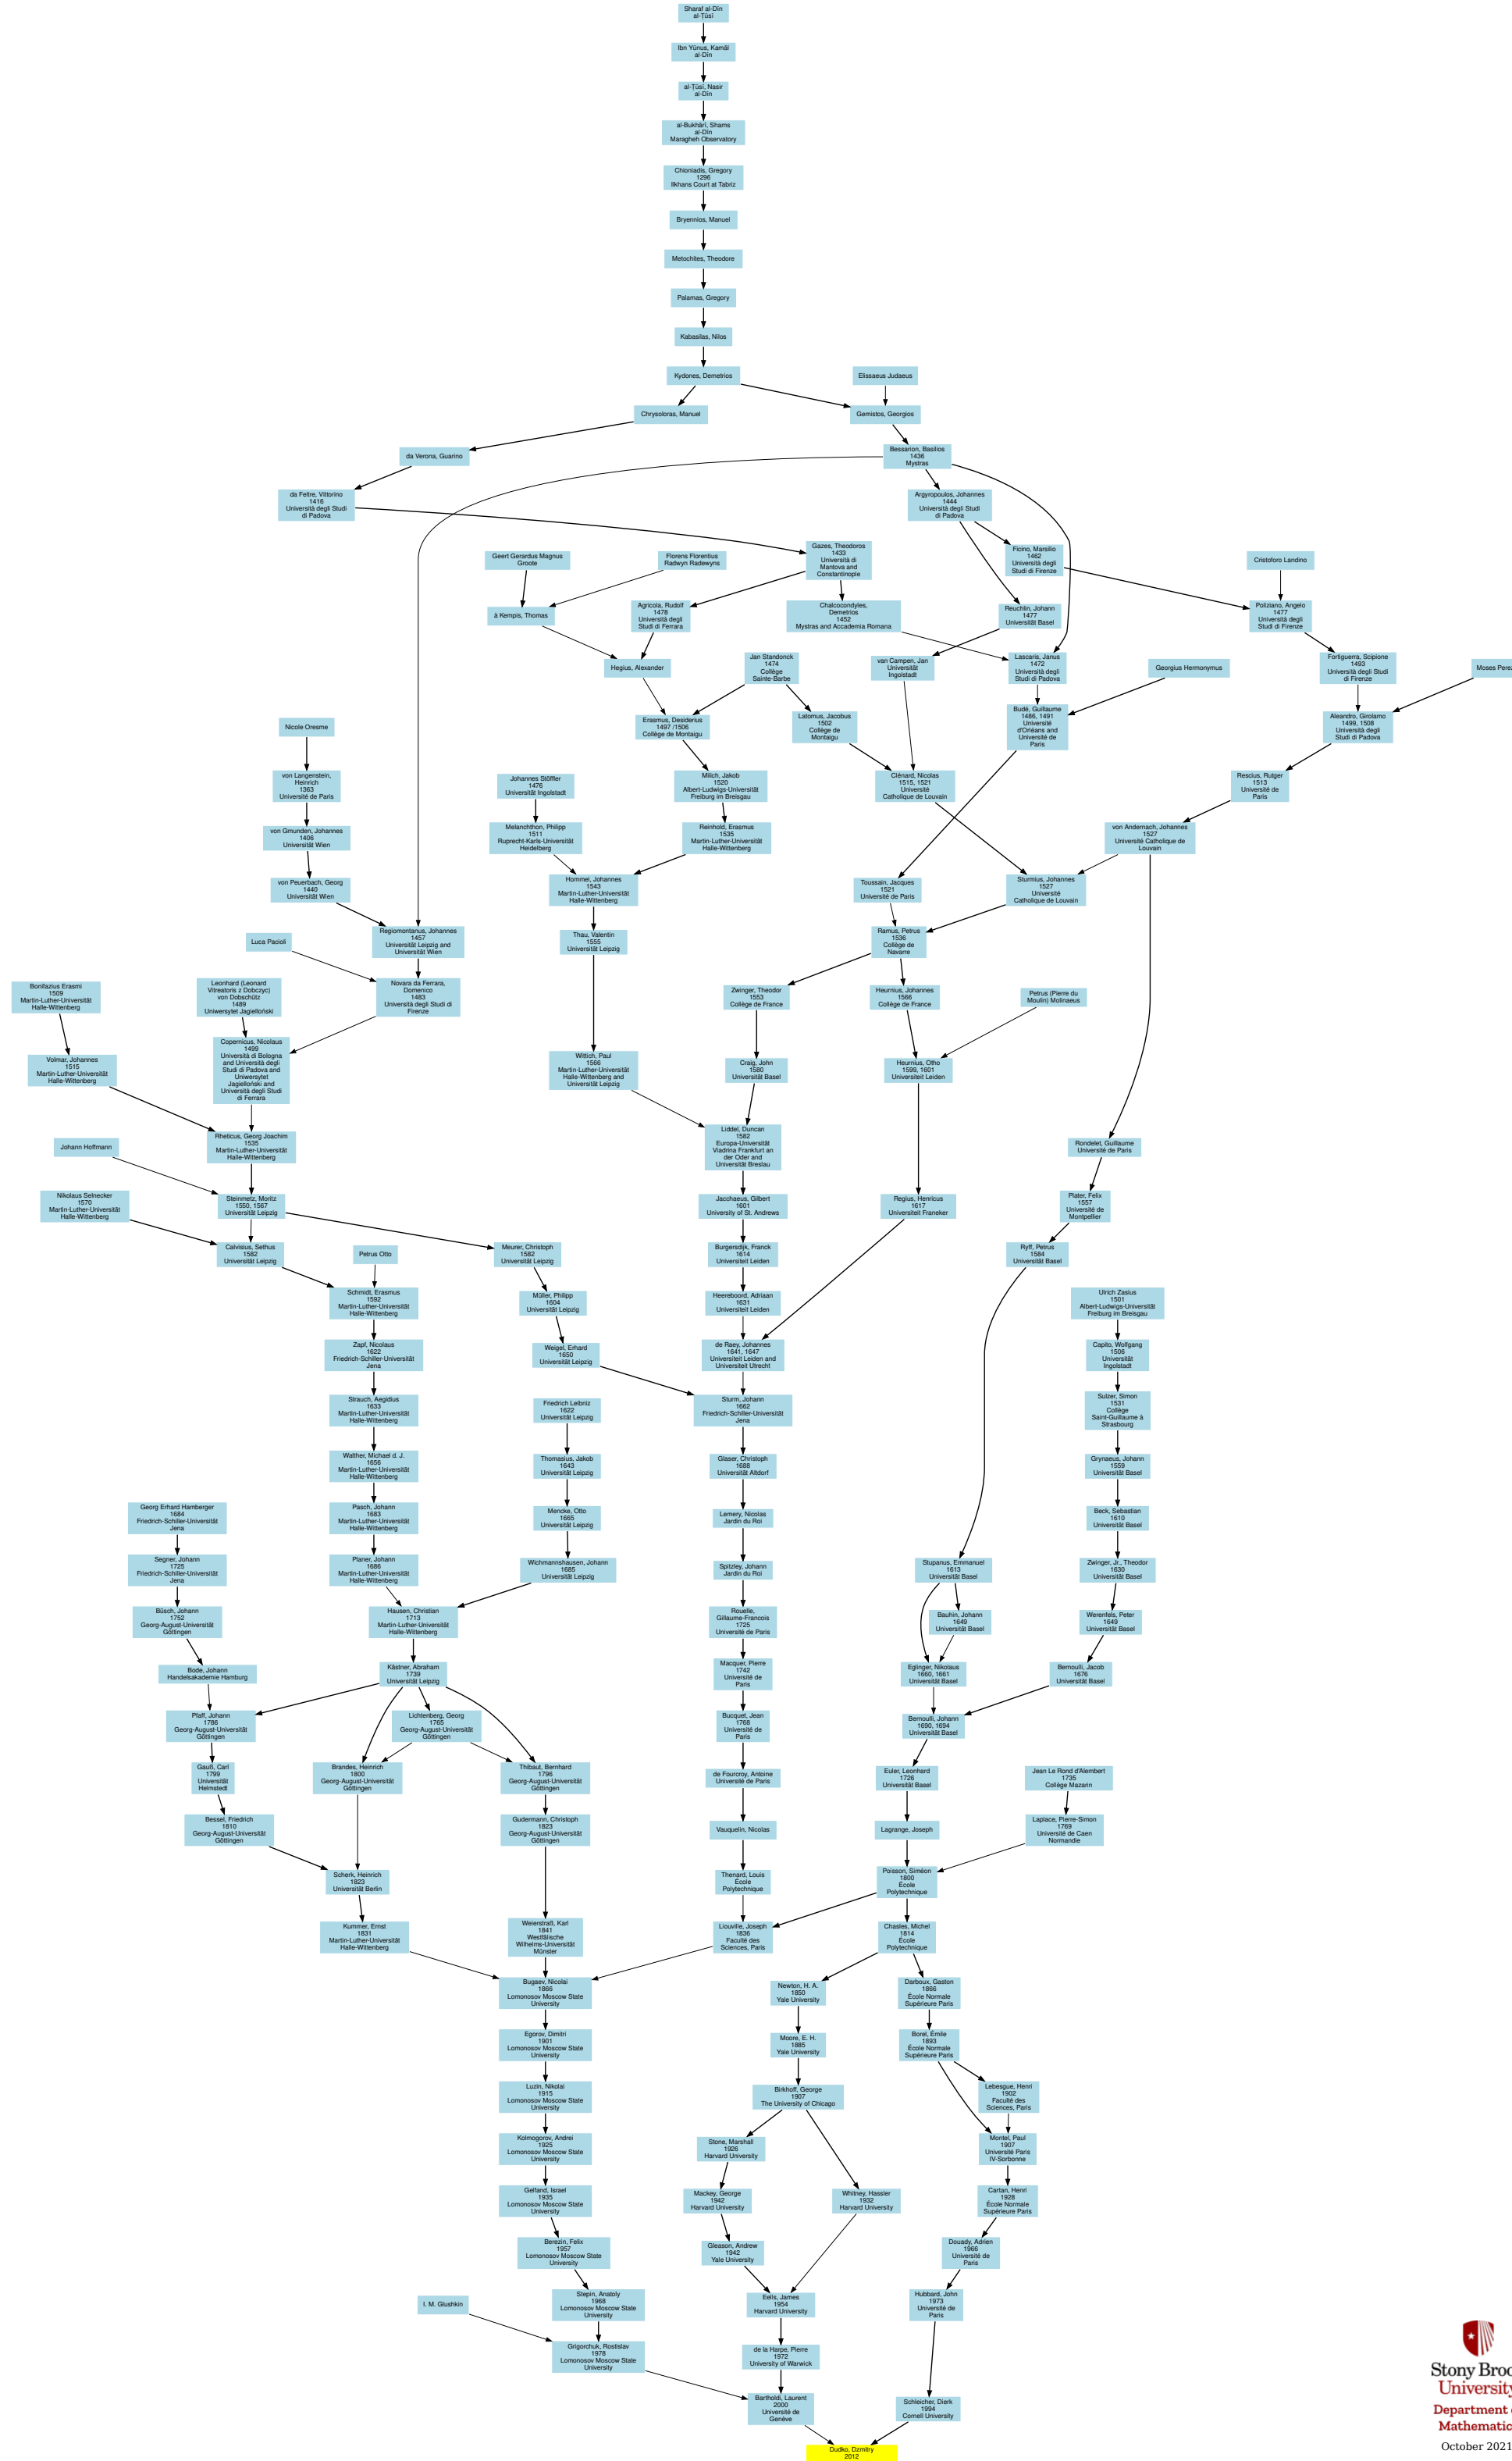 Sharaf al-Dīn
al-Ṭūsī
Ibn Yūnus, Kamāl
al-Dīn
al-Ṭūsī, Nasir
al-Dīn
al-Bukhārī, Shams
al-Dīn
Maragheh Observatory
Chioniadis, Gregory
1296
Ilkhans Court at Tabriz
Bryennios, Manuel
Metochites, Theodore
Palamas, Gregory
Kabasilas, Nilos
Kydones, Demetrios
Elissaeus Judaeus
Chrysoloras, Manuel
Gemistos, Georgios
da Verona, Guarino
Bessarion, Basilios
1436
Mystras
da Feltre, Vittorino
1416
Università degli Studi
di Padova
Argyropoulos, Johannes
1444
Università degli Studi
di Padova
Geert Gerardus Magnus
Groote
Florens Florentius
Radwyn Radewyns
Gazes, Theodoros
1433
Università di
Mantova and
Constantinople
Ficino, Marsilio
1462
Università degli
Studi di Firenze
Cristoforo Landino
à Kempis, Thomas
Agricola, Rudolf
1478
Università degli
Studi di Ferrara
Chalcocondyles,
Demetrios
1452
Mystras and Accademia Romana
Reuchlin, Johann
1477
Universität Basel
Poliziano, Angelo
1477
Università degli
Studi di Firenze
Hegius, Alexander
Jan Standonck
1474
Collège
Sainte-Barbe
van Campen, Jan
Universität
Ingolstadt
Lascaris, Janus
1472
Università degli
Studi di Padova
Georgius Hermonymus
Forliguerra, Scipione
1493
Università degli Studi
di Firenze
Moses Perez
Nicole Oresme
Erasmus, Desiderius
1497 /1506
Collège de Montaigu
Latomus, Jacobus
1502
Collège de
Montaigu
Budé, Guillaume
1486, 1491
Université
d'Orléans and
Université de
Paris
Aleandro, Girolamo
1499, 1508
Università degli
Studi di Padova
von Langenstein,
Heinrich
1363
Université de Paris
Johannes Stöffler
1476
Universität Ingolstadt
Milich, Jakob
1520
Albert-Ludwigs-Universität
Freiburg im Breisgau
Clénard, Nicolas
1515, 1521
Université
Catholique de Louvain
Rescius, Rutger
1513
Université de
Paris
von Gmunden, Johannes
1406
Universität Wien
Melanchthon, Philipp
1511
Ruprecht-Karls-Universität
Heidelberg
Reinhold, Erasmus
1535
Martin-Luther-Universität
Halle-Wittenberg
von Andernach, Johannes
1527
Université Catholique de
Louvain
von Peuerbach, Georg
1440
Universität Wien
Hommel, Johannes
1543
Martin-Luther-Universität
Halle-Wittenberg
Toussain, Jacques
1521
Université de Paris
Sturmius, Johannes
1527
Université
Catholique de Louvain
Luca Pacioli
Regiomontanus, Johannes
1457
Universität Leipzig and
Universität Wien
Thau, Valentin
1555
Universität Leipzig
Ramus, Petrus
1536
Collège de
Navarre
Bonifazius Erasmi
1509
Martin-Luther-Universität
Halle-Wittenberg
Leonhard (Leonard
Vitreatoris z Dobczyc)
von Dobschütz
1489
Uniwersytet Jagielloński
Novara da Ferrara,
Domenico
1483
Università degli Studi di
Firenze
Zwinger, Theodor
1553
Collège de France
Heurnius, Johannes
1566
Collège de France
Petrus (Pierre du
Moulin) Molinaeus
Volmar, Johannes
1515
Martin-Luther-Universität
Halle-Wittenberg
Copernicus, Nicolaus
1499
Università di Bologna
and Università degli
Studi di Padova and
Uniwersytet
Jagielloński and
Università degli Studi
di Ferrara
Wittich, Paul
1566
Martin-Luther-Universität
Halle-Wittenberg and
Universität Leipzig
Craig, John
1580
Universität Basel
Heurnius, Otho
1599, 1601
Universiteit Leiden
Johann Hoffmann
Rheticus, Georg Joachim
1535
Martin-Luther-Universität
Halle-Wittenberg
Liddel, Duncan
1582
Europa-Universität
Viadrina Frankfurt an
der Oder and
Universität Breslau
Rondelet, Guillaume
Université de Paris
Nikolaus Selnecker
1570
Martin-Luther-Universität
Halle-Wittenberg
Steinmetz, Moritz
1550, 1567
Universität Leipzig
Jacchaeus, Gilbert
1601
University of St. Andrews
Regius, Henricus
1617
Universiteit Franeker
Plater, Felix
1557
Université de
Montpellier
Calvisius, Sethus
1582
Universität Leipzig
Petrus Otto
Meurer, Christoph
1582
Universität Leipzig
Burgersdijk, Franck
1614
Universiteit Leiden
Ryff, Petrus
1584
Universität Basel
Schmidt, Erasmus
1592
Martin-Luther-Universität
Halle-Wittenberg
Müller, Philipp
1604
Universität Leipzig
Heereboord, Adriaan
1631
Universiteit Leiden
Ulrich Zasius
1501
Albert-Ludwigs-Universität
Freiburg im Breisgau
Zapf, Nicolaus
1622
Friedrich-Schiller-Universität
Jena
Weigel, Erhard
1650
Universität Leipzig
de Raey, Johannes
1641, 1647
Universiteit Leiden and
Universiteit Utrecht
Capito, Wolfgang
1506
Universität
Ingolstadt
Strauch, Aegidius
1633
Martin-Luther-Universität
Halle-Wittenberg
Friedrich Leibniz
1622
Universität Leipzig
Sturm, Johann
1662
Friedrich-Schiller-Universität
Jena
Sulzer, Simon
1531
Collège
Saint-Guillaume à
Strasbourg
Walther, Michael d. J.
1656
Martin-Luther-Universität
Halle-Wittenberg
Thomasius, Jakob
1643
Universität Leipzig
Glaser, Christoph
1688
Universität Altdorf
Grynaeus, Johann
1559
Universität Basel
Georg Erhard Hamberger
1684
Friedrich-Schiller-Universität
Jena
Pasch, Johann
1683
Martin-Luther-Universität
Halle-Wittenberg
Mencke, Otto
1665
Universität Leipzig
Lemery, Nicolas
Jardin du Roi
Beck, Sebastian
1610
Universität Basel
Segner, Johann
1725
Friedrich-Schiller-Universität
Jena
Planer, Johann
1686
Martin-Luther-Universität
Halle-Wittenberg
Wichmannshausen, Johann
1685
Universität Leipzig
Spitzley, Johann
Jardin du Roi
Stupanus, Emmanuel
1613
Universität Basel
Zwinger, Jr., Theodor
1630
Universität Basel
Büsch, Johann
1752
Georg-August-Universität
Göttingen
Hausen, Christian
1713
Martin-Luther-Universität
Halle-Wittenberg
Rouelle,
Gillaume-Francois
1725
Université de Paris
Bauhin, Johann
1649
Universität Basel
Werenfels, Peter
1649
Universität Basel
Bode, Johann
Handelsakademie Hamburg
Kästner, Abraham
1739
Universität Leipzig
Macquer, Pierre
1742
Université de
Paris
Eglinger, Nikolaus
1660, 1661
Universität Basel
Bernoulli, Jacob
1676
Universität Basel
Pfaff, Johann
1786
Georg-August-Universität
Göttingen
Lichtenberg, Georg
1765
Georg-August-Universität
Göttingen
Bucquet, Jean
1768
Université de
Paris
Bernoulli, Johann
1690, 1694
Universität Basel
Gauß, Carl
1799
Universität
Helmstedt
Brandes, Heinrich
1800
Georg-August-Universität
Göttingen
Thibaut, Bernhard
1796
Georg-August-Universität
Göttingen
de Fourcroy, Antoine
Université de Paris
Euler, Leonhard
1726
Universität Basel
Jean Le Rond d'Alembert
1735
Collège Mazarin
Bessel, Friedrich
1810
Georg-August-Universität
Göttingen
Gudermann, Christoph
1823
Georg-August-Universität
Göttingen
Vauquelin, Nicolas
Lagrange, Joseph
Laplace, Pierre-Simon
1769
Université de Caen
Normandie
Scherk, Heinrich
1823
Universität Berlin
Thenard, Louis
École
Polytechnique
Poisson, Siméon
1800
École
Polytechnique
Kummer, Ernst
1831
Martin-Luther-Universität
Halle-Wittenberg
Weierstraß, Karl
1841
Westfälische
Wilhelms-Universität
Münster
Liouville, Joseph
1836
Faculté des
Sciences, Paris
Chasles, Michel
1814
École
Polytechnique
Bugaev, Nicolai
1866
Lomonosov Moscow State
University
Newton, H. A.
1850
Yale University
Darboux, Gaston
1866
École Normale
Supérieure Paris
Egorov, Dimitri
1901
Lomonosov Moscow State
University
Moore, E. H.
1885
Yale University
Borel, Émile
1893
École Normale
Supérieure Paris
Luzin, Nikolai
1915
Lomonosov Moscow State
University
Birkhoff, George
1907
The University of Chicago
Lebesgue, Henri
1902
Faculté des
Sciences, Paris
Kolmogorov, Andrei
1925
Lomonosov Moscow State
University
Stone, Marshall
1926
Harvard University
Montel, Paul
1907
Université Paris
IV-Sorbonne
Gelfand, Israel
1935
Lomonosov Moscow State
University
Mackey, George
1942
Harvard University
Whitney, Hassler
1932
Harvard University
Cartan, Henri
1928
École Normale
Supérieure Paris
Berezin, Felix
1957
Lomonosov Moscow State
University
Gleason, Andrew
1942
Yale University
Douady, Adrien
1966
Université de
Paris
I. M. Glushkin
Stepin, Anatoly
1968
Lomonosov Moscow State
University
Eells, James
1954
Harvard University
Hubbard, John
1973
Université de
Paris
Grigorchuk, Rostislav
1978
Lomonosov Moscow State
University
de la Harpe, Pierre
1972
University of Warwick
Bartholdi, Laurent
2000
Université de
Genève
Schleicher, Dierk
1994
Cornell University
Dudko, Dzmitry
2012
Stony Broo
University
Department
Mathematic
October 2021